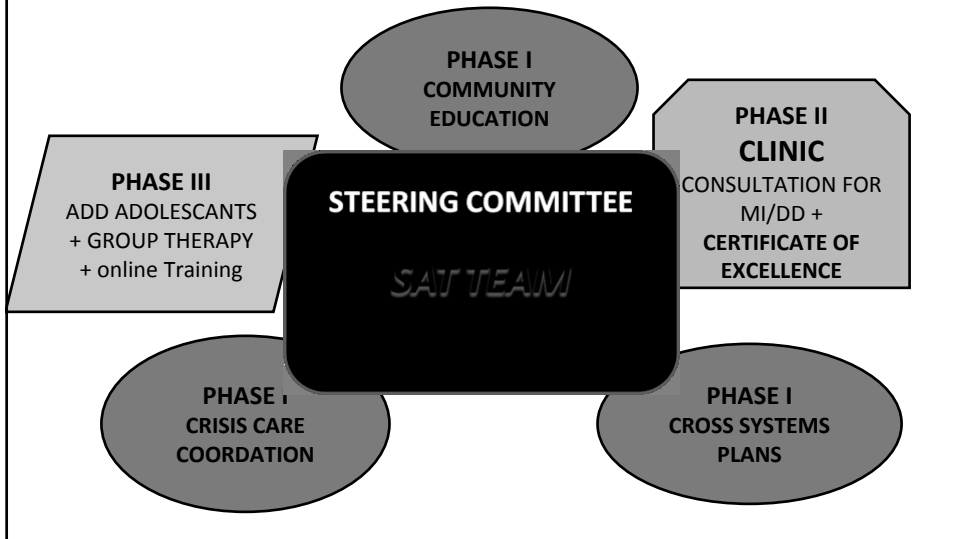 PHASE I
COMMUNITY
EDUCATION
PHASE II
CLINIC
CONSULTATION FOR
MI/DD +
CERTIFICATE OF
EXCELLENCE
PHASE III
ADD ADOLESCANTS
+ GROUP THERAPY
+ online Training
STEERING COMMITTEE
SAT TEAM
PHASE I
CRISIS CARE
COORDATION
PHASE I
CROSS SYSTEMS
PLANS